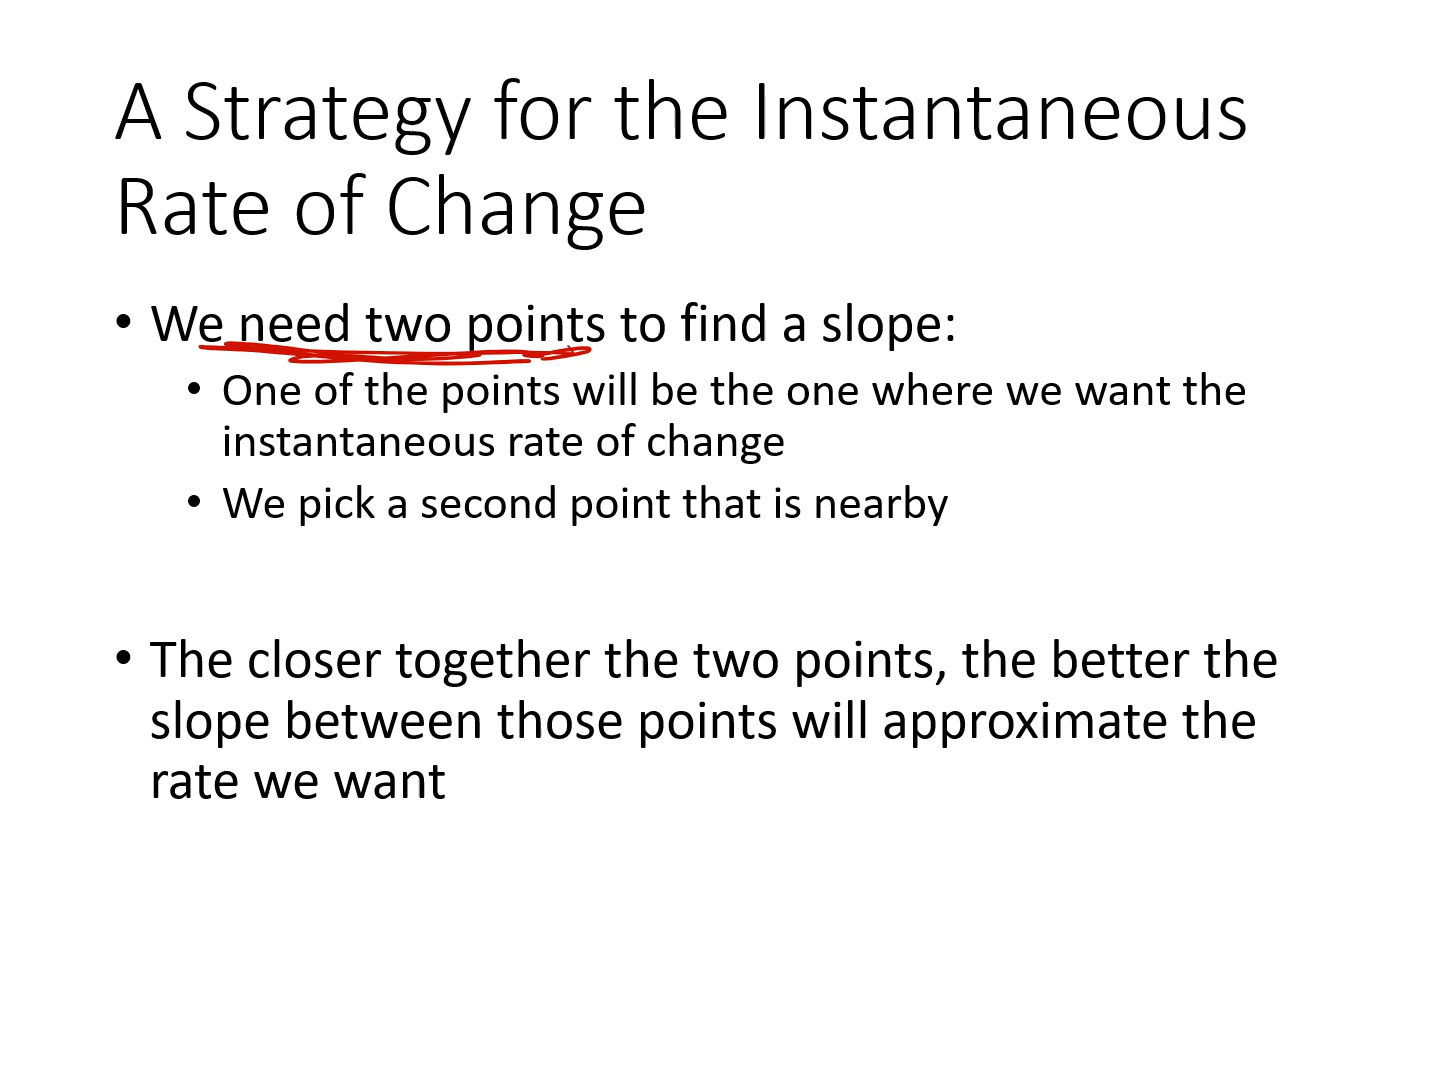 A Strategy for the Instantaneous
Rate of Change
• We need two points to find a slope:
• One of the points will be the one where we want the
instantaneous rate of change
• We pick a second point that is nearby
• The closer together the two points, the better the
slope between those points will approximate the
rate we want